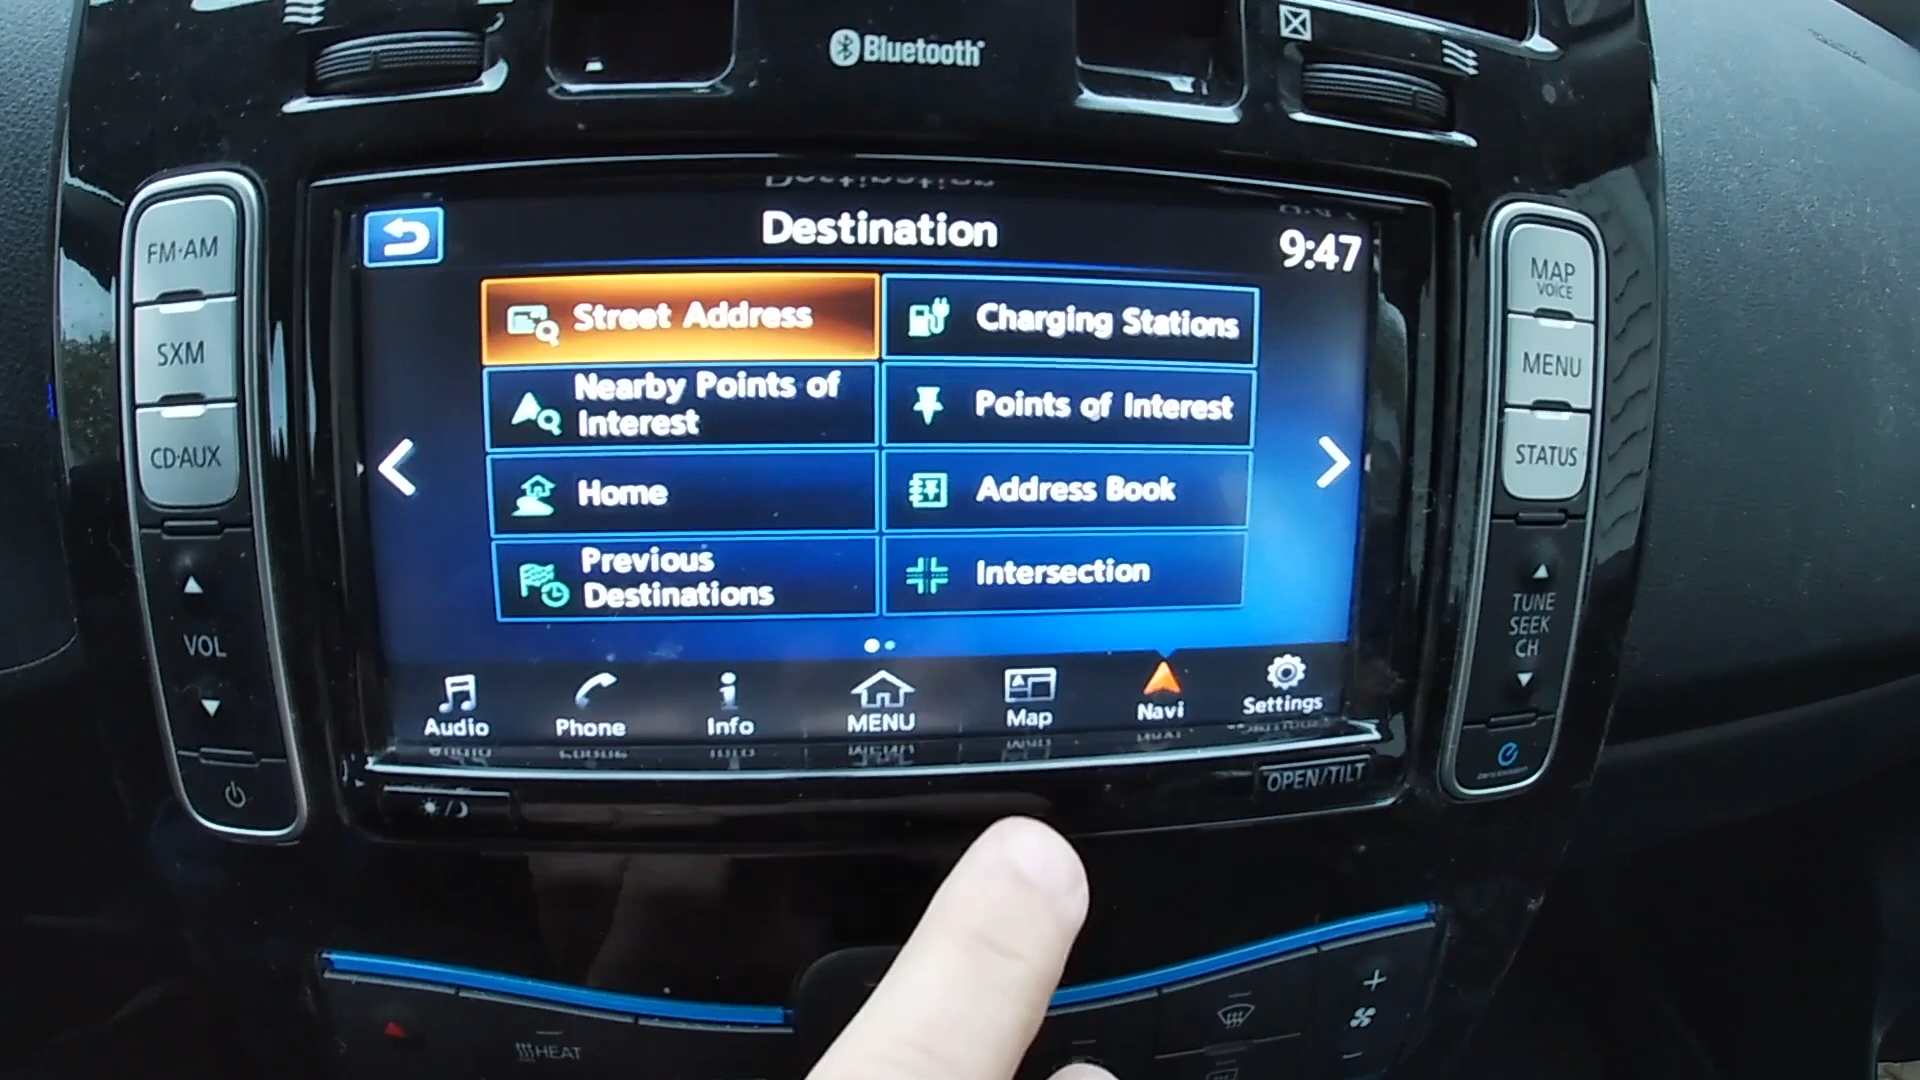 Bluetooth
FM·AM
SXM
CD·AUX
VOL
Destination
9:47
Street Address
Charging Stations
Nearby Points of
Interest
Points of Interest
Home
Address Book
Previous
Destinations
Intersection
Audio
Phone
Info
MENU
Map
Navi
Settings
MAP
VOICE
MENU
STATUS
TUNE
SEEK
CH
OPEN/TILT
HEAT